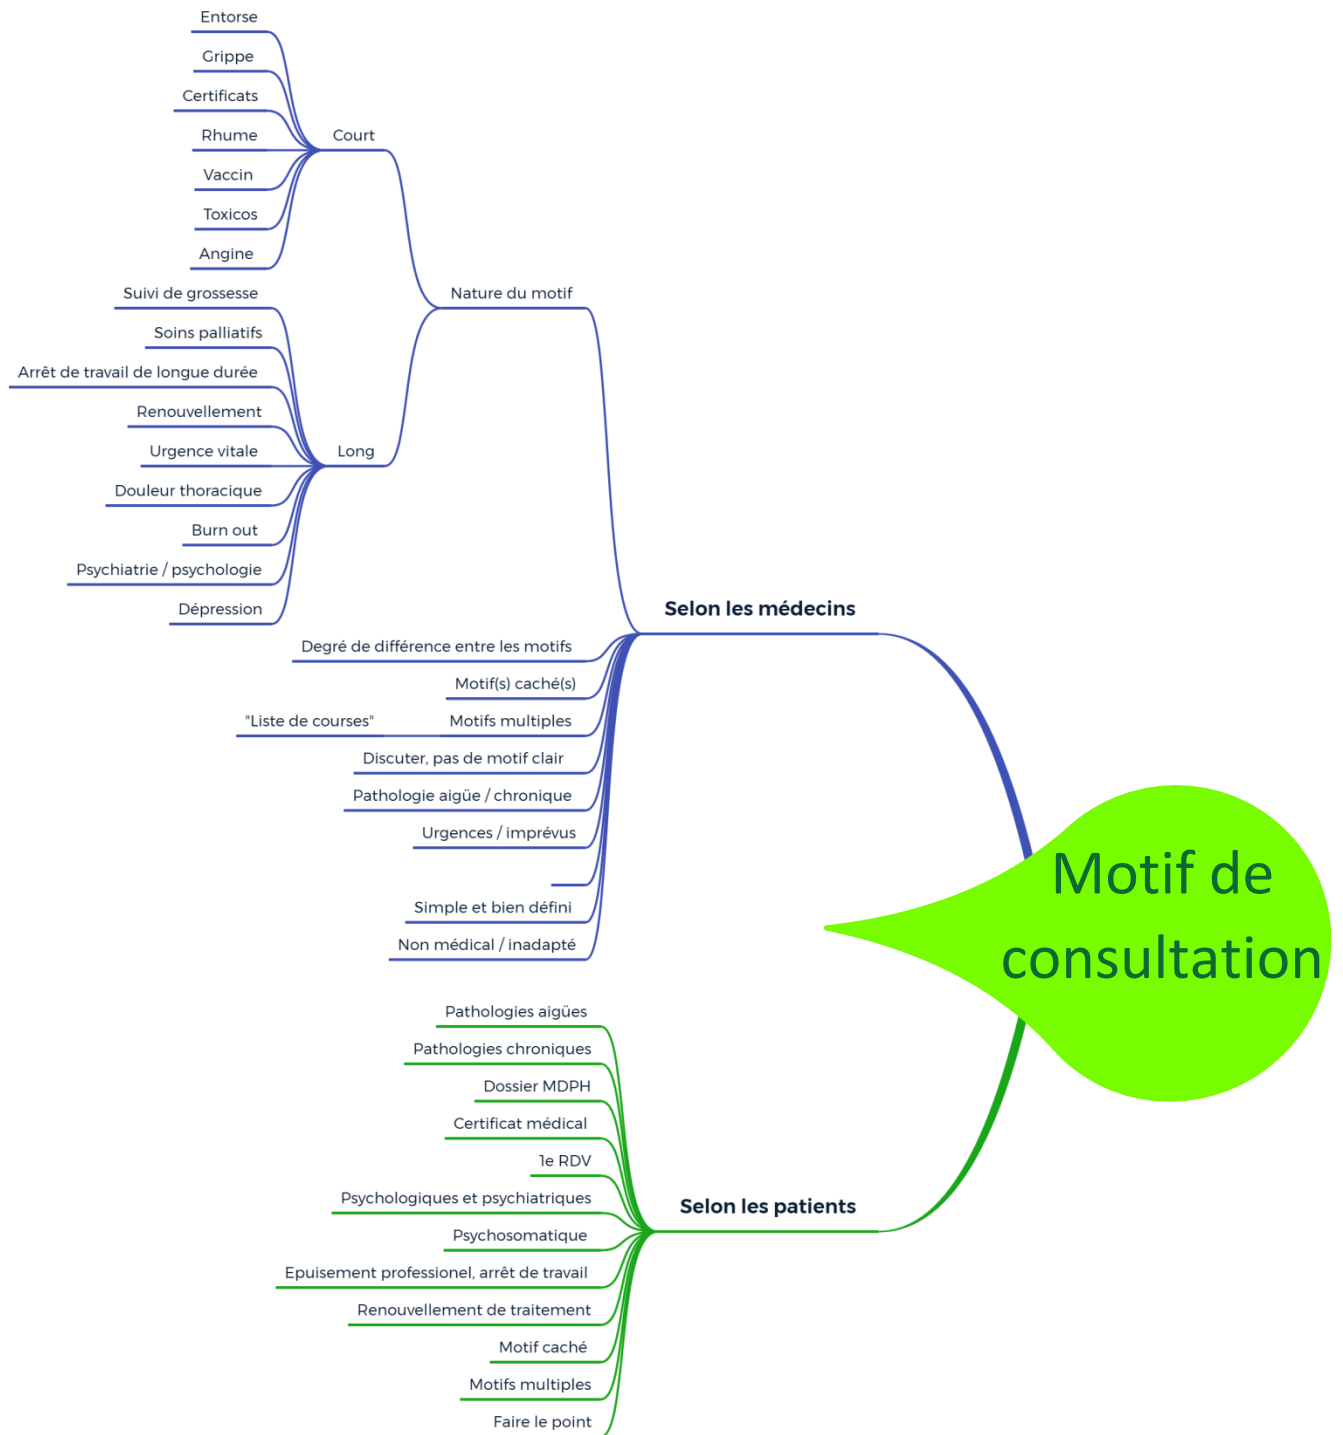 Entorse
Grippe
Certificats
Rhume
Court
Vaccin
Toxicos
Angine
Suivi de grossesse
Nature du motif
Soins palliatifs
Arrêt de travail de longue durée
Renouvellement
Urgence vitale
Long
Douleur thoracique
Burn out
Psychiatrie / psychologie
Dépression
Selon les médecins
Degré de différence entre les motifs
Motif(s) caché(s)
"Liste de courses"
Motifs multiples
Discuter, pas de motif clair
Pathologie aigüe / chronique
Urgences / imprévus
Simple et bien défini
Non médical / inadapté
Motif de
consultation
Pathologies aigües
Pathologies chroniques
Dossier MDPH
Certificat médical
1e RDV
Psychologiques et psychiatriques
Selon les patients
Psychosomatique
Epuisement professionel, arrêt de travail
Renouvellement de traitement
Motif caché
Motifs multiples
Faire le point